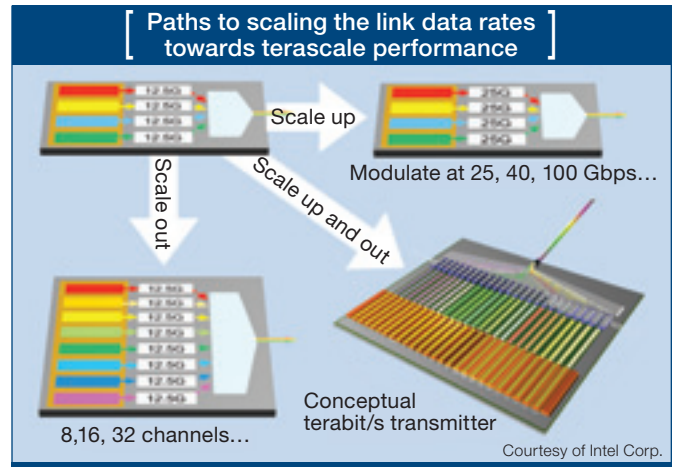 [ Paths to scaling the link data rates
towards terascale performance ]
12.5G
12.5G
12.5G
12.5G
Scale up
25G
25G
25G
25G
Modulate at 25, 40, 100 Gbps…
Scale out
Scale up and out
12.5G
12.5G
12.5G
12.5G
12.5G
12.5G
12.5G
12.5G
8,16, 32 channels…
Conceptual
terabit/s transmitter
Courtesy of Intel Corp.